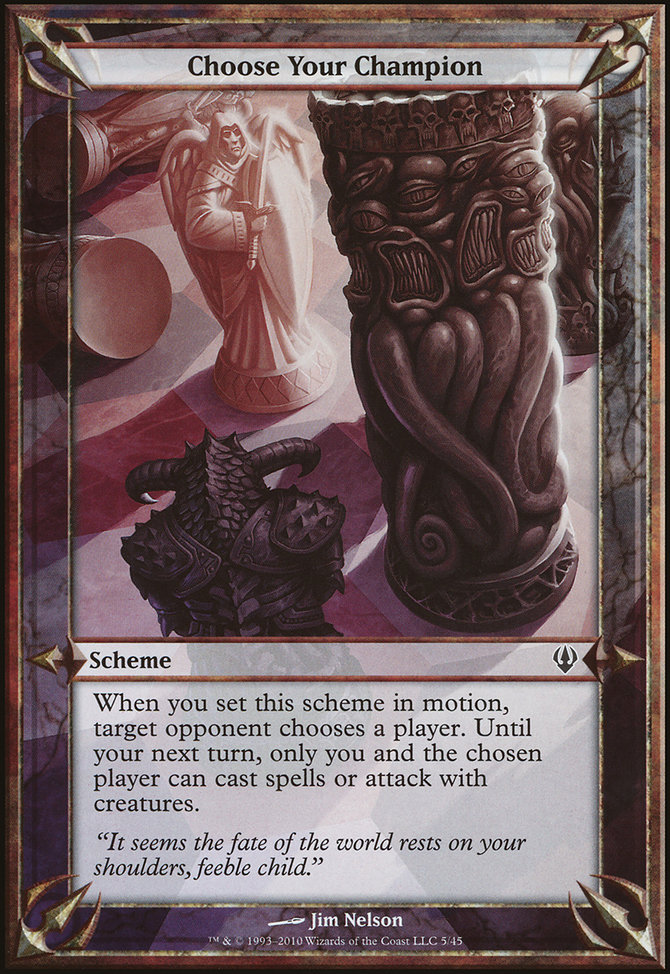 Choose Your Champion
Scheme
When you set this scheme in motion,
target opponent chooses a player. Until
your next turn, only you and the chosen
player can cast spells or attack with
creatures.
“It seems the fate of the world rests on your
shoulders, feeble child.”
Jim Nelson
™ & © 1993–2010 Wizards of the Coast LLC 5/45